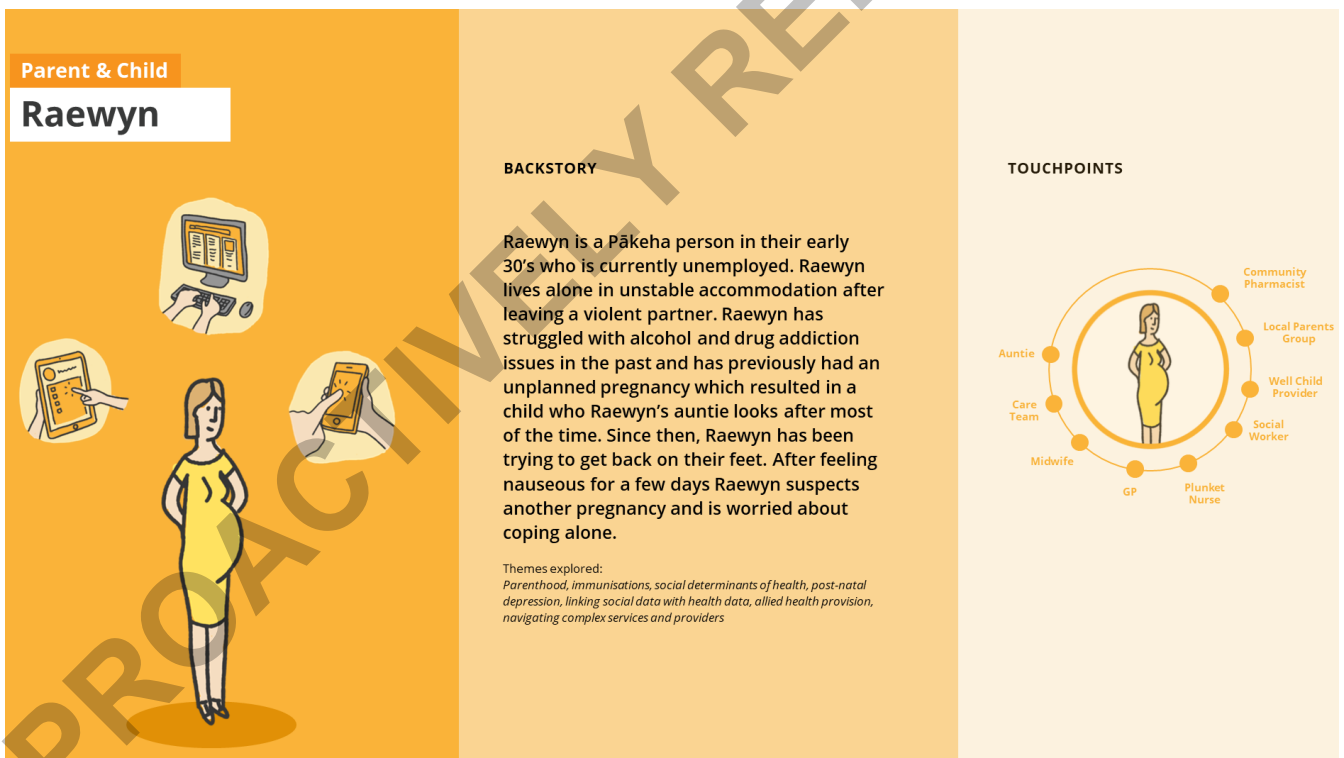 Parent & Child
Raewyn
BACKSTORY
Raewyn is a Pākeha person in their early
30’s who is currently unemployed. Raewyn
lives alone in unstable accommodation after
leaving a violent partner. Raewyn has
struggled with alcohol and drug addiction
issues in the past and has previously had an
unplanned pregnancy which resulted in a
child who Raewyn’s auntie looks after most
of the time. Since then, Raewyn has been
trying to get back on their feet. After feeling
nauseous for a few days Raewyn suspects
another pregnancy and is worried about
coping alone.
Themes explored:
Parenthood, immunisations, social determinants of health, post-natal
depression, linking social data with health data, allied health provision,
navigating complex services and providers
TOUCHPOINTS
Community
Pharmacist
Local Parents
Group
Well Child
Provider
Social
Worker
Plunket
Nurse
GP
Midwife
Care
Team
Auntie
PROACTIVELY RE